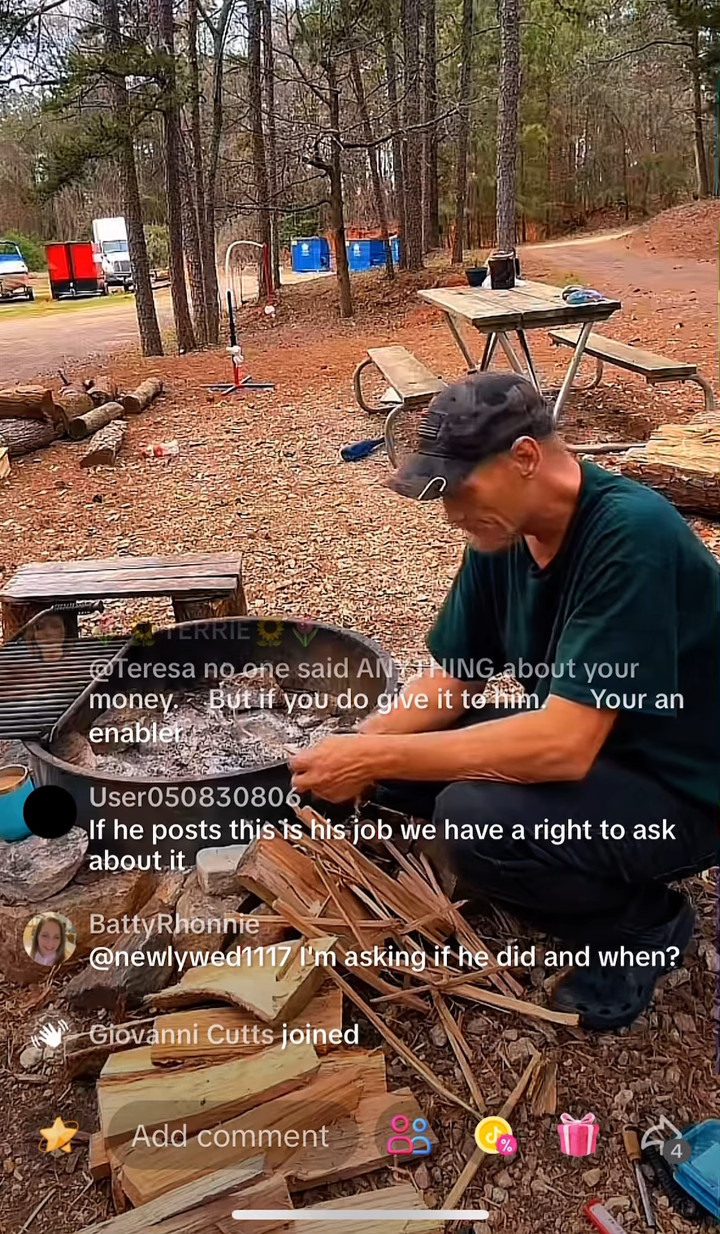 TERRIE
@Teresa no one said ANYTHING about your
money. But if you do give it to him. Your an
enabler
User050830806
If he posts this is his job we have a right to ask
about it
BattyRhonnie
@newlywed1117 I'm asking if he did and when?
Giovanni Cutts joined
Add comment
4